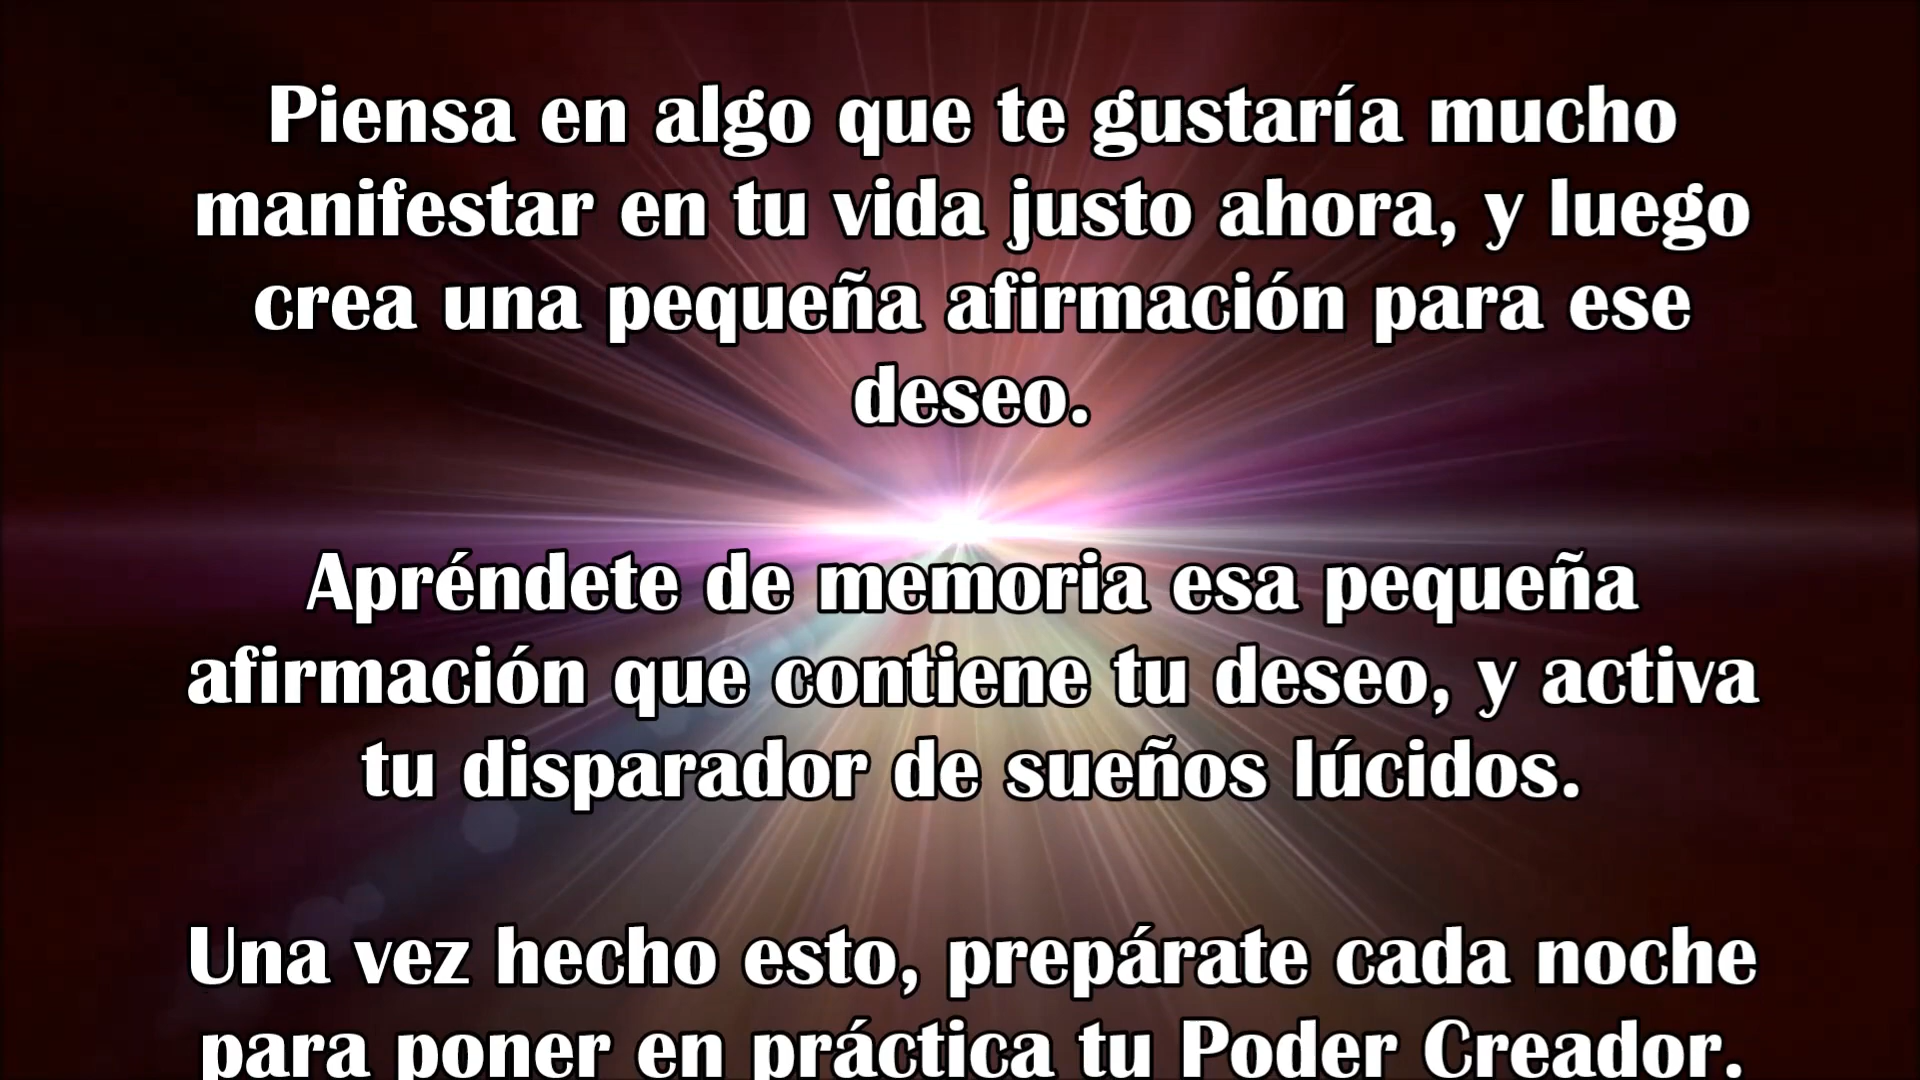 Piensa en algo que te gustaría mucho
manifestar en tu vida justo ahora, y luego
crea una pequeña afirmación para ese
deseo.
Apréndete de memoria esa pequeña
afirmación que contiene tu deseo, y activa
tu disparador de sueños lúcidos.
Una vez hecho esto, prepárate cada noche
para poner en práctica tu Poder Creador.